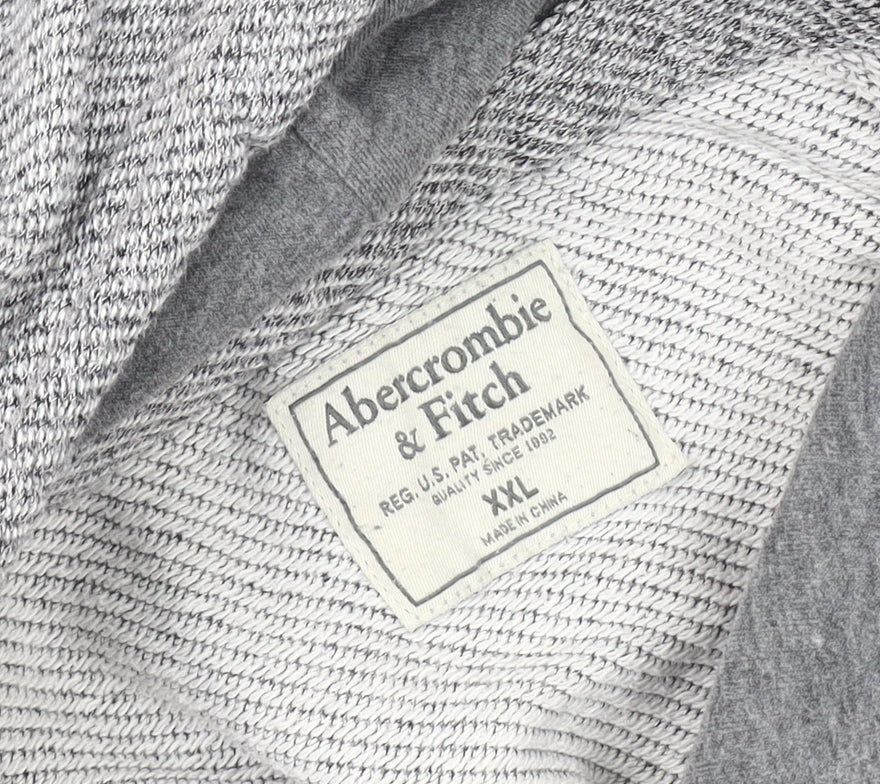 Abercrombie
& Fitch
REG. U.S. PAT. TRADEMARK
QUALITY SINCE 1892
XXL
MADE IN CHINA